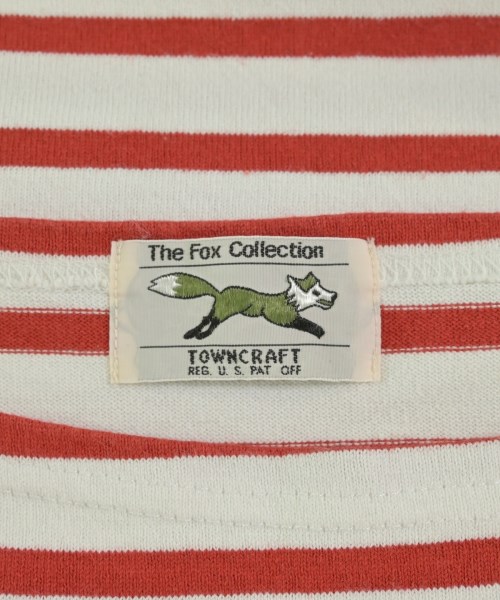 The Fox Collection
TOWNCRAFT
REG. U. S. PAT OFF